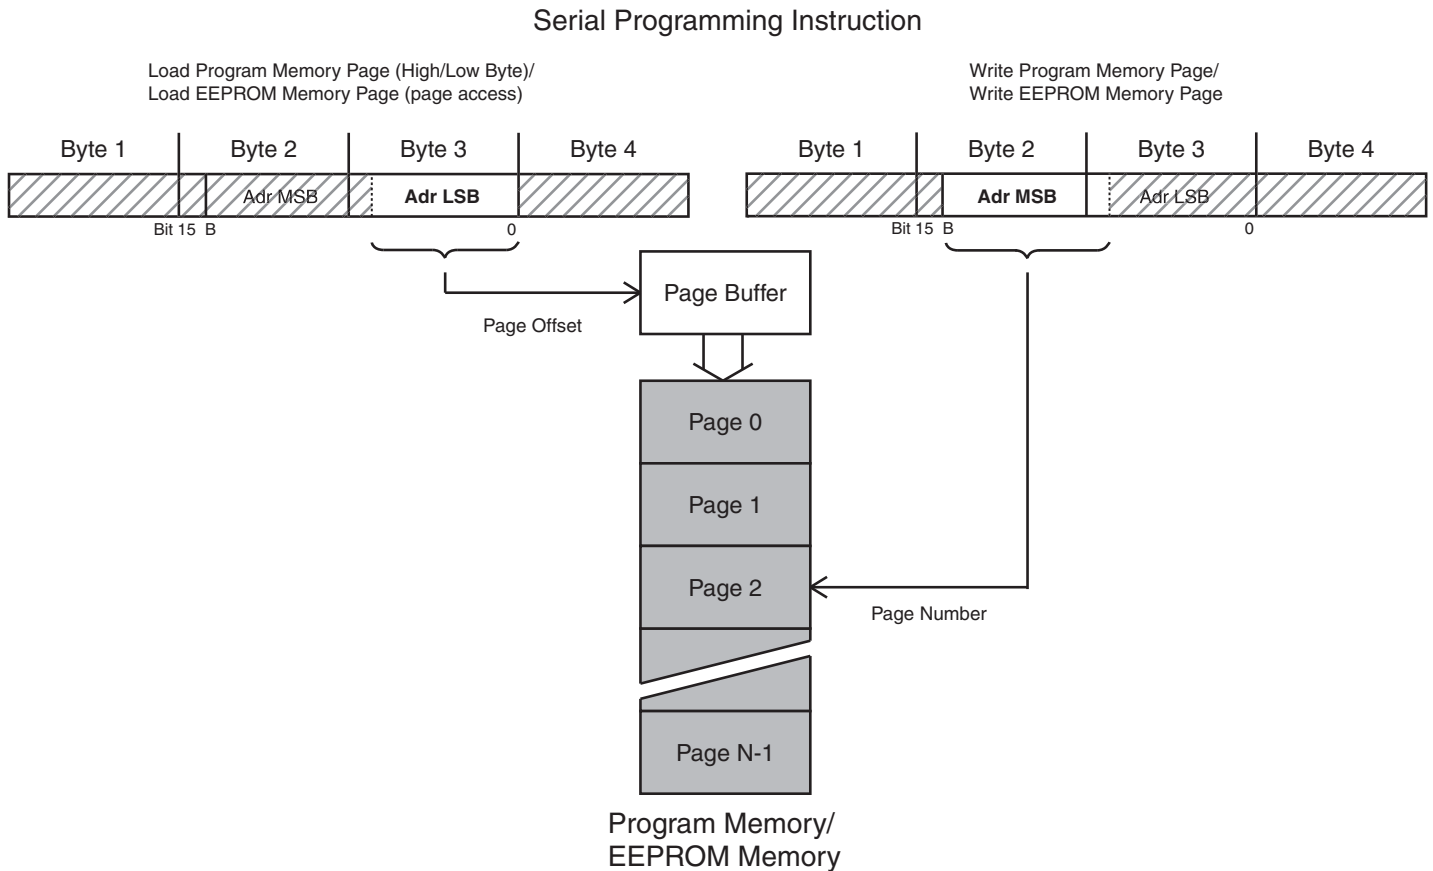 Serial Programming Instruction
Load Program Memory Page (High/Low Byte)/
Load EEPROM Memory Page (page access)
Write Program Memory Page/
Write EEPROM Memory Page
Byte 1 Byte 2 Byte 3 Byte 4
Byte 1 Byte 2 Byte 3 Byte 4
Adr MSB Adr LSB
Adr MSB Adr LSB
Bit 15 B 0
Bit 15 B 0
Page Buffer
Page Offset
Page 0
Page 1
Page 2
Page Number
Page N-1
Program Memory/
EEPROM Memory